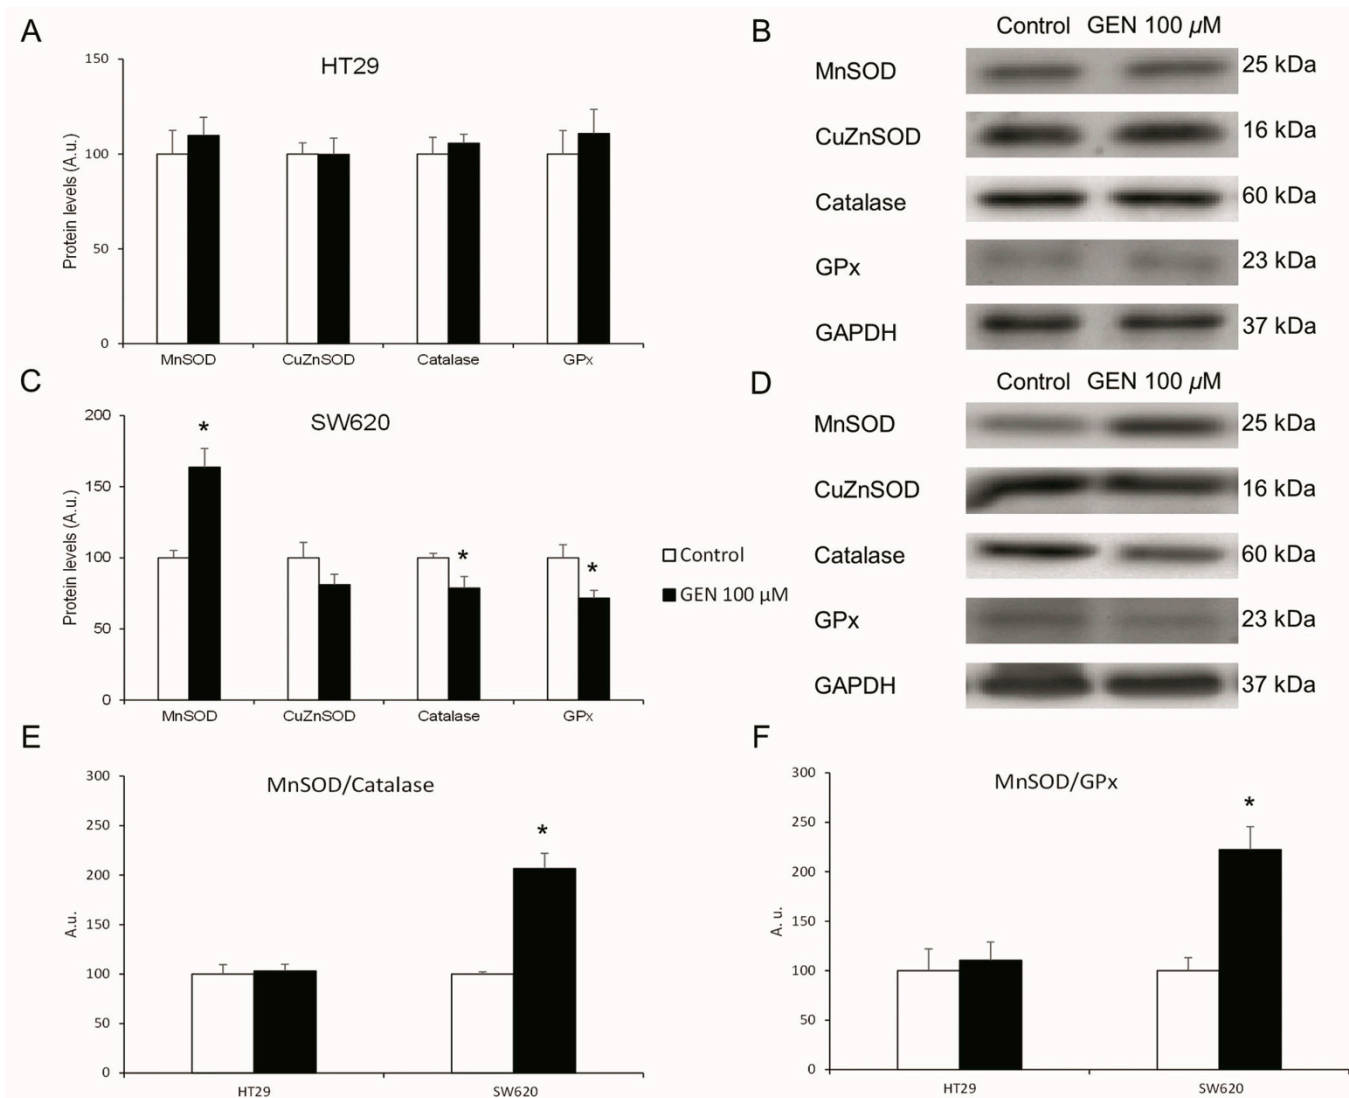 A
HT29
Protein levels (A.u.)
150
100
50
0
MnSOD CuZnSOD Catalase GPx
B
Control GEN 100 µM
MnSOD 25 kDa
CuZnSOD 16 kDa
Catalase 60 kDa
GPx 23 kDa
GAPDH 37 kDa
C
SW620
Protein levels (A.u.)
200
150
100
50
0
*
*
*
MnSOD CuZnSOD Catalase GPx
Control
GEN 100 µM
D
Control GEN 100 µM
MnSOD 25 kDa
CuZnSOD 16 kDa
Catalase 60 kDa
GPx 23 kDa
GAPDH 37 kDa
E
MnSOD/Catalase
A.u.
300
250
200
150
100
50
0
*
HT29 SW620
F
MnSOD/GPx
A. u.
300
250
200
150
100
50
0
*
HT29 SW620